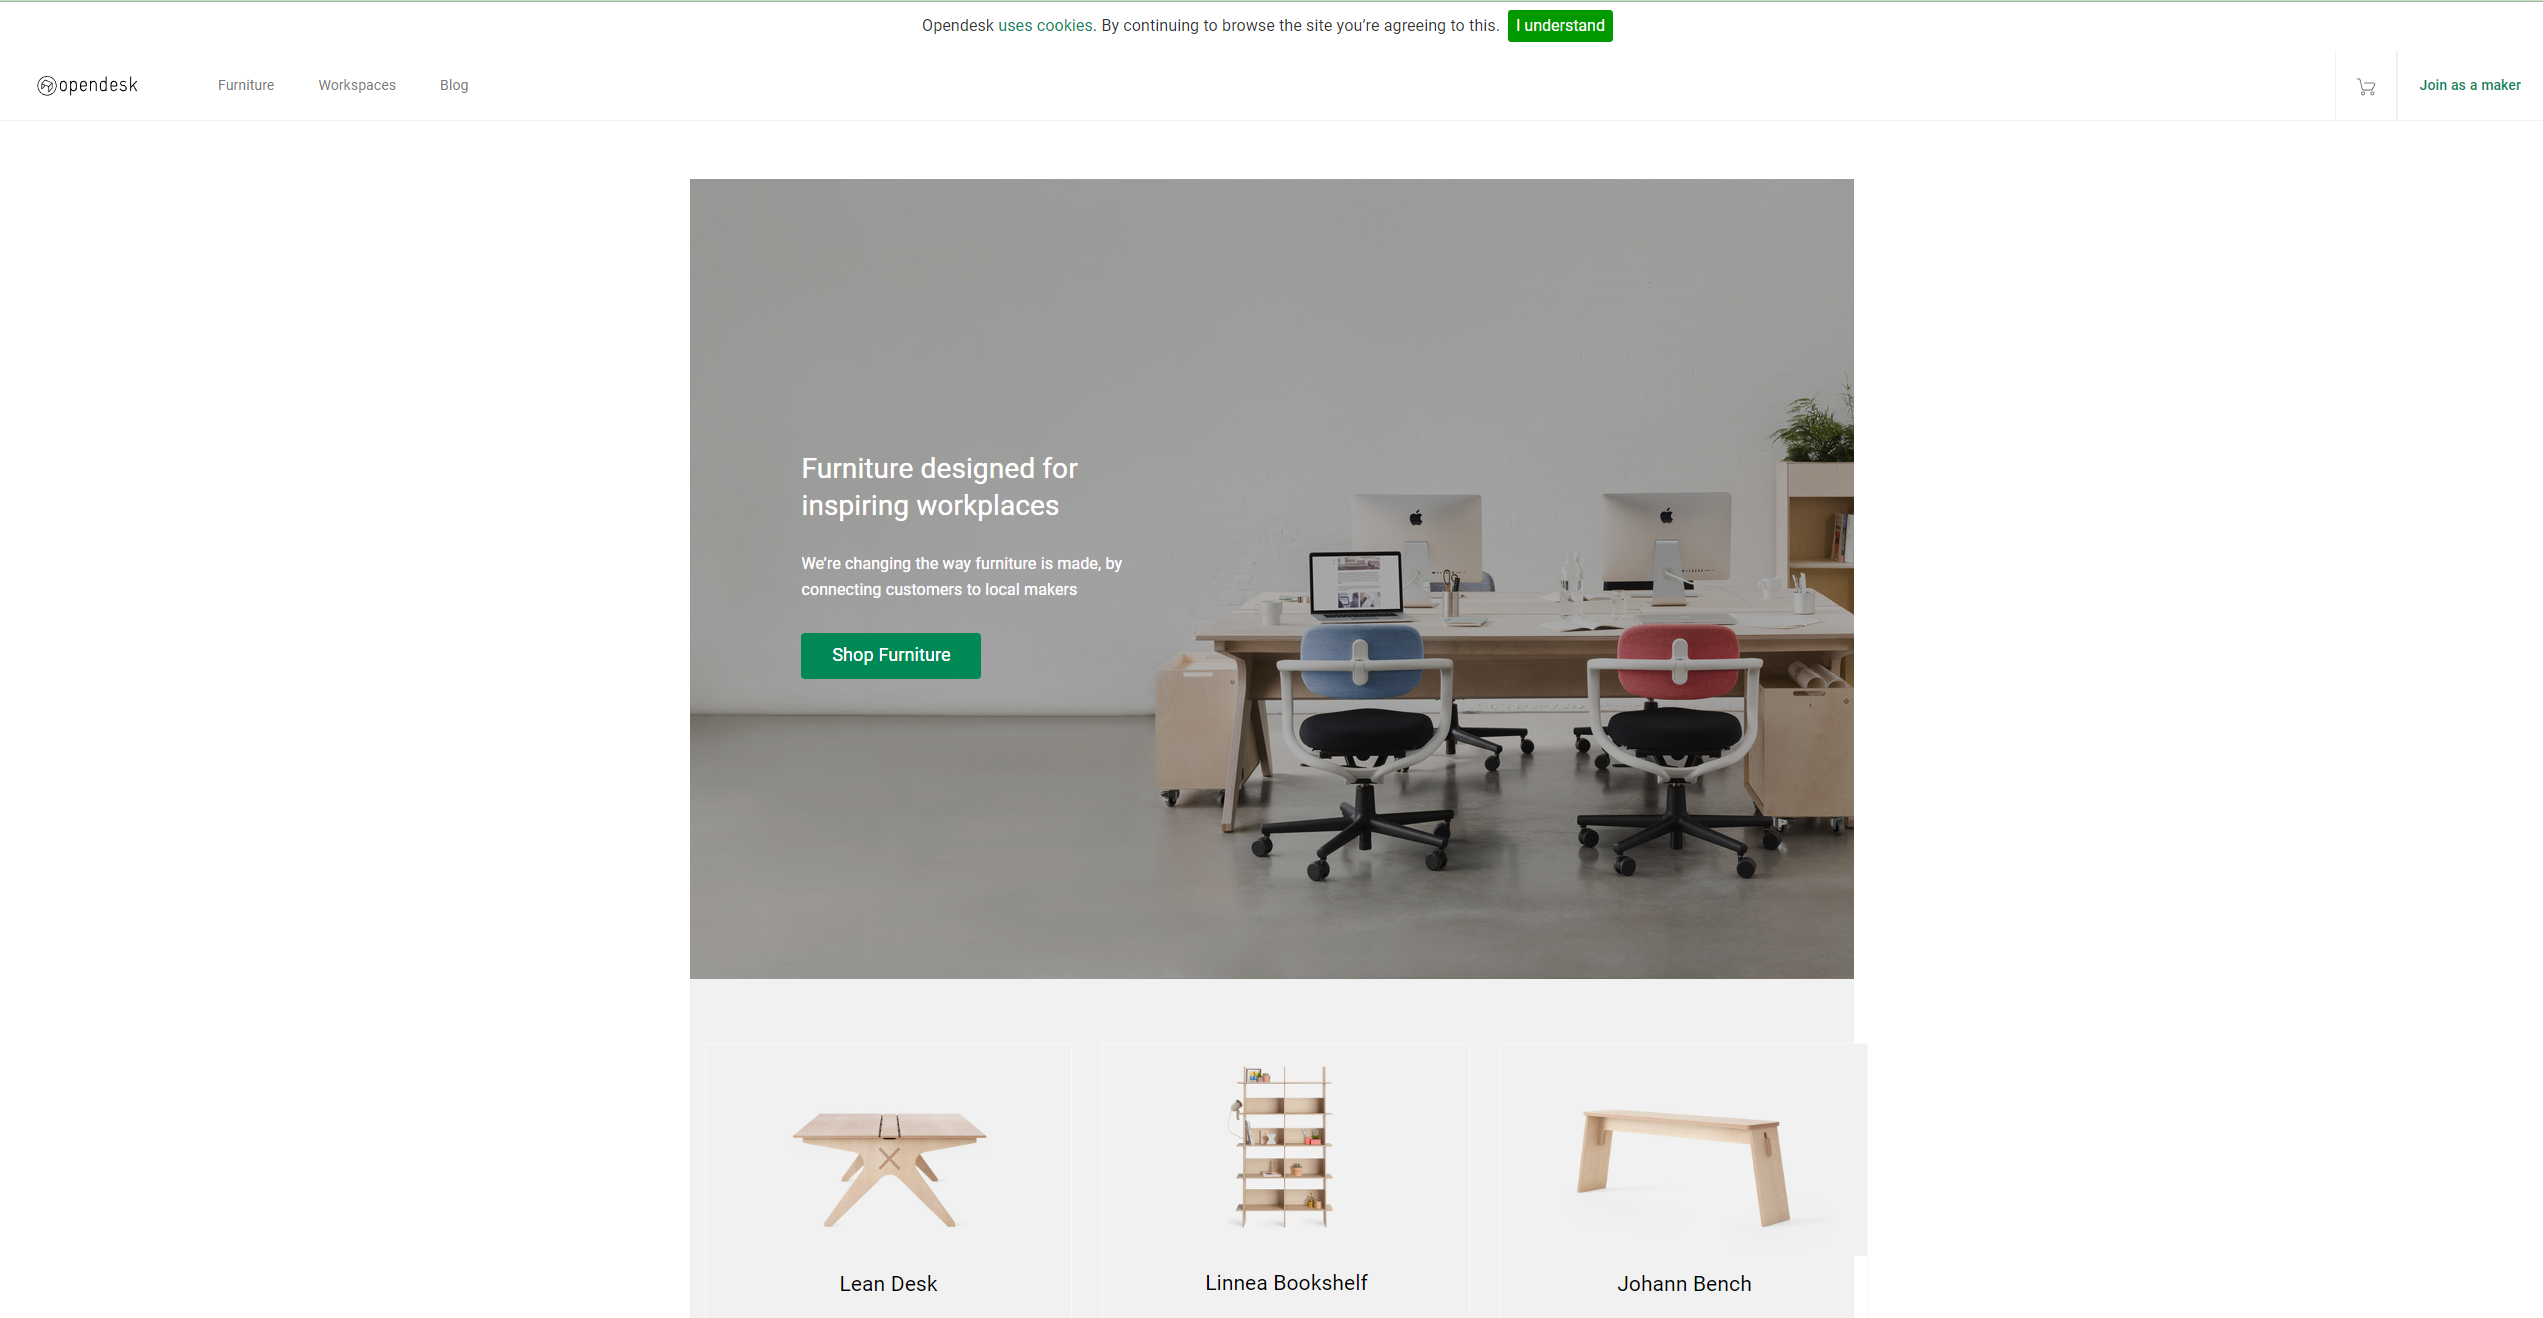 Opendesk uses cookies. By continuing to browse the site you’re agreeing to this. I understand
opendesk Furniture Workspaces Blog Join as a maker
Furniture designed for
inspiring workplaces
We’re changing the way furniture is made, by
connecting customers to local makers
Shop Furniture
Lean Desk Linnea Bookshelf Johann Bench